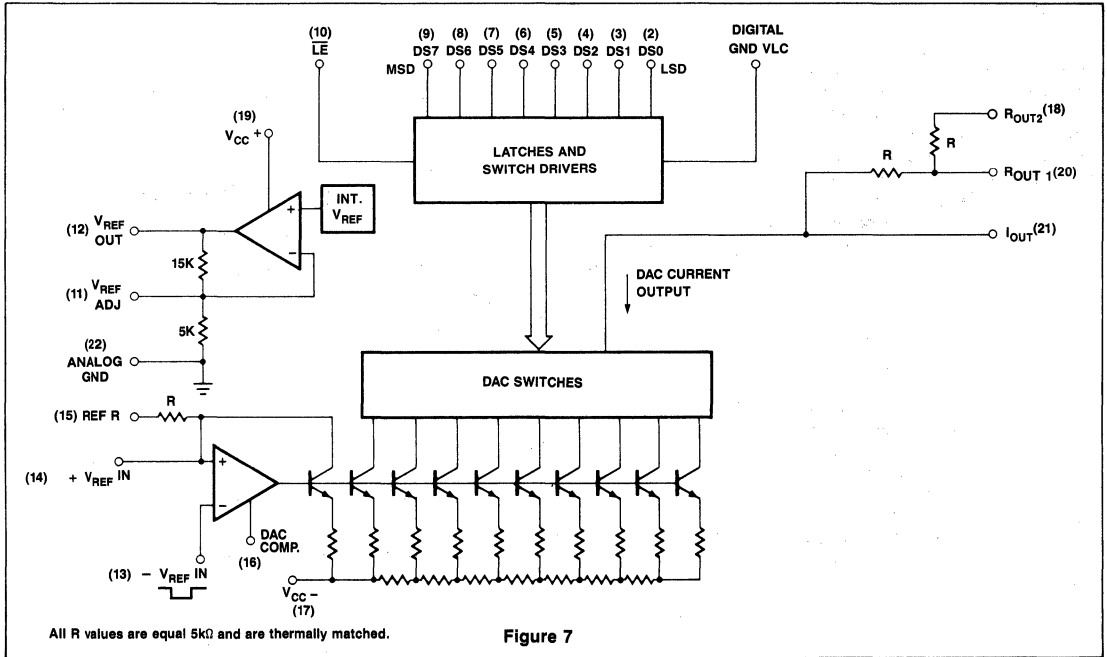 (10)
LE
(9) (8) (7) (6) (5) (4) (3) (2)
DS7 DS6 DS5 DS4 DS3 DS2 DS1 DS0
MSD
LSD
DIGITAL
GND VLC
(19)
VCC +
LATCHES AND
SWITCH DRIVERS
ROUT2 (18)
R
R
ROUT 1 (20)
IOUT (21)
INT.
VREF
+
−
(12) VREF
OUT
15K
(11) VREF
ADJ
5K
(22)
ANALOG
GND
DAC CURRENT
OUTPUT
DAC SWITCHES
R
(15) REF R
(14) + VREF IN
+
−
DAC
COMP.
(16)
(13) − VREF IN
VCC −
(17)
All R values are equal 5kΩ and are thermally matched.
Figure 7